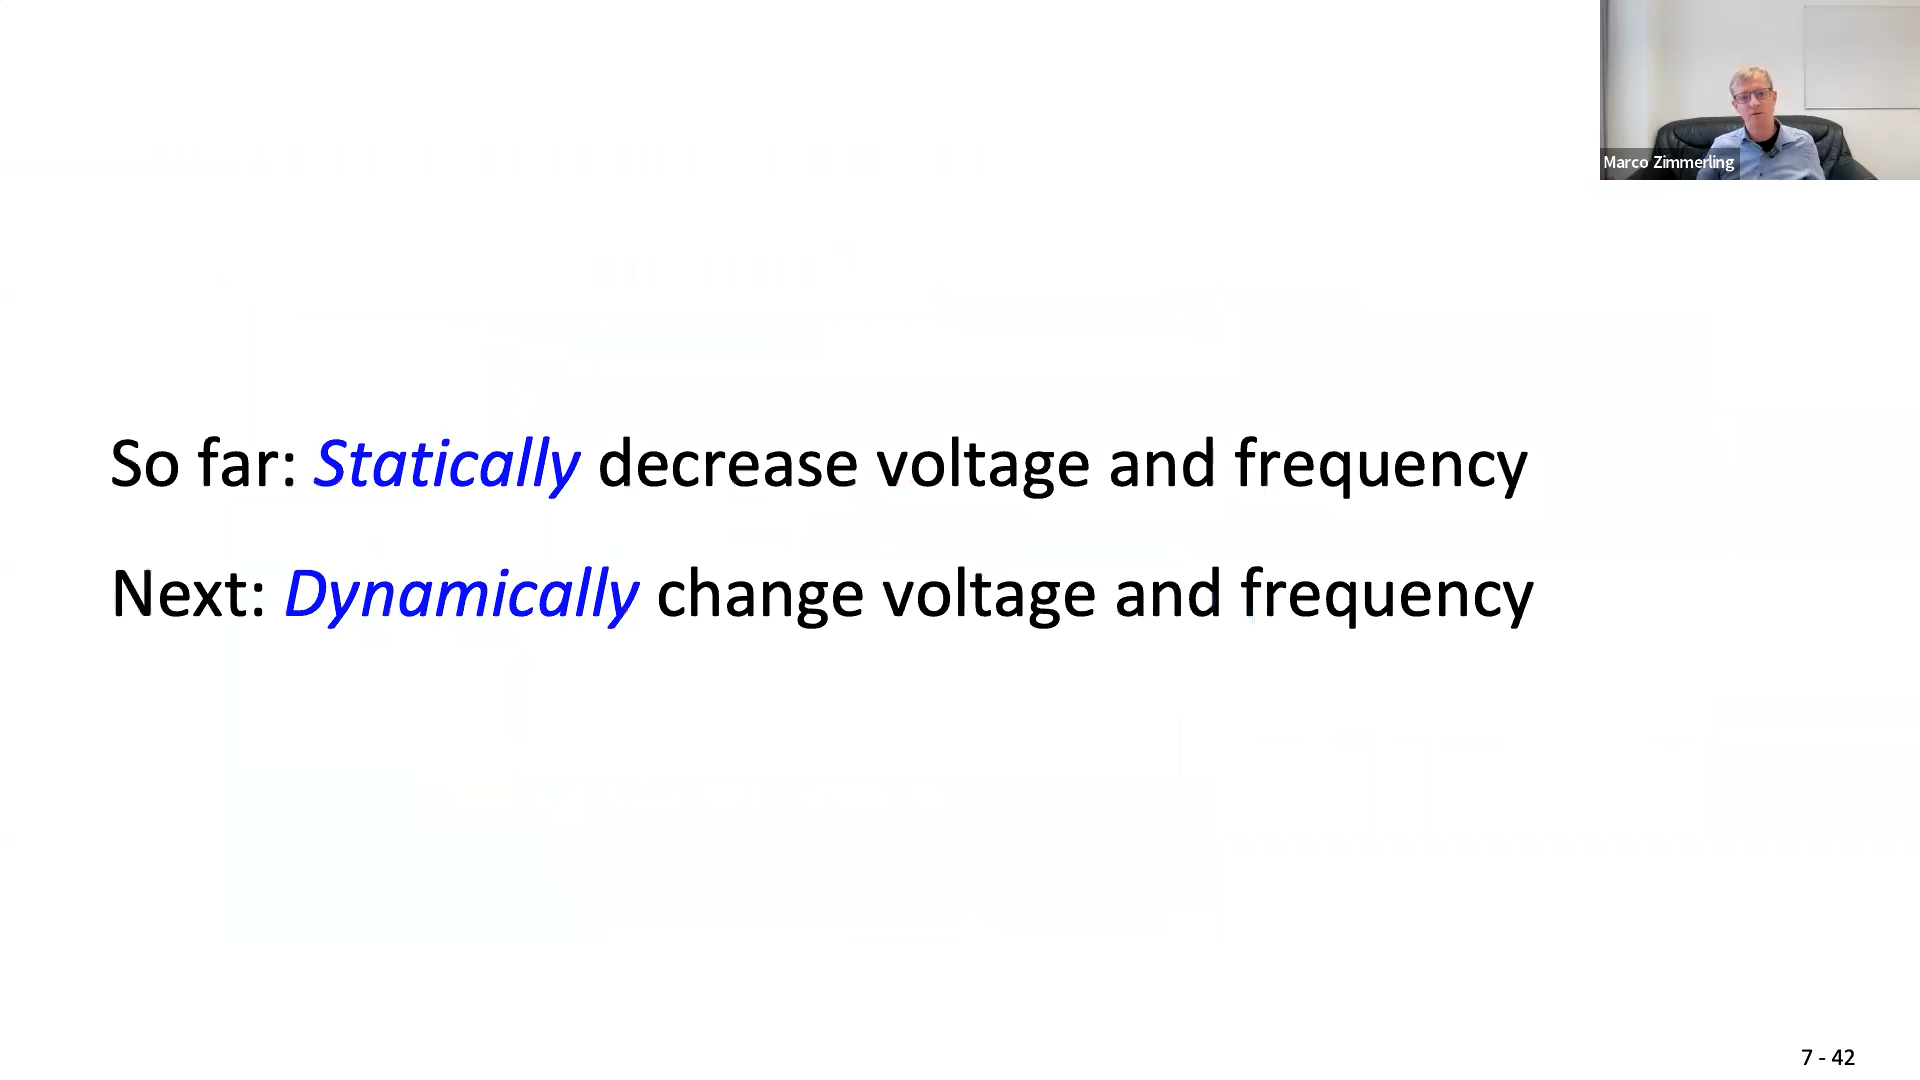 Marco Zimmerling
So far: Statically decrease voltage and frequency
Next: Dynamically change voltage and frequency
7 - 42